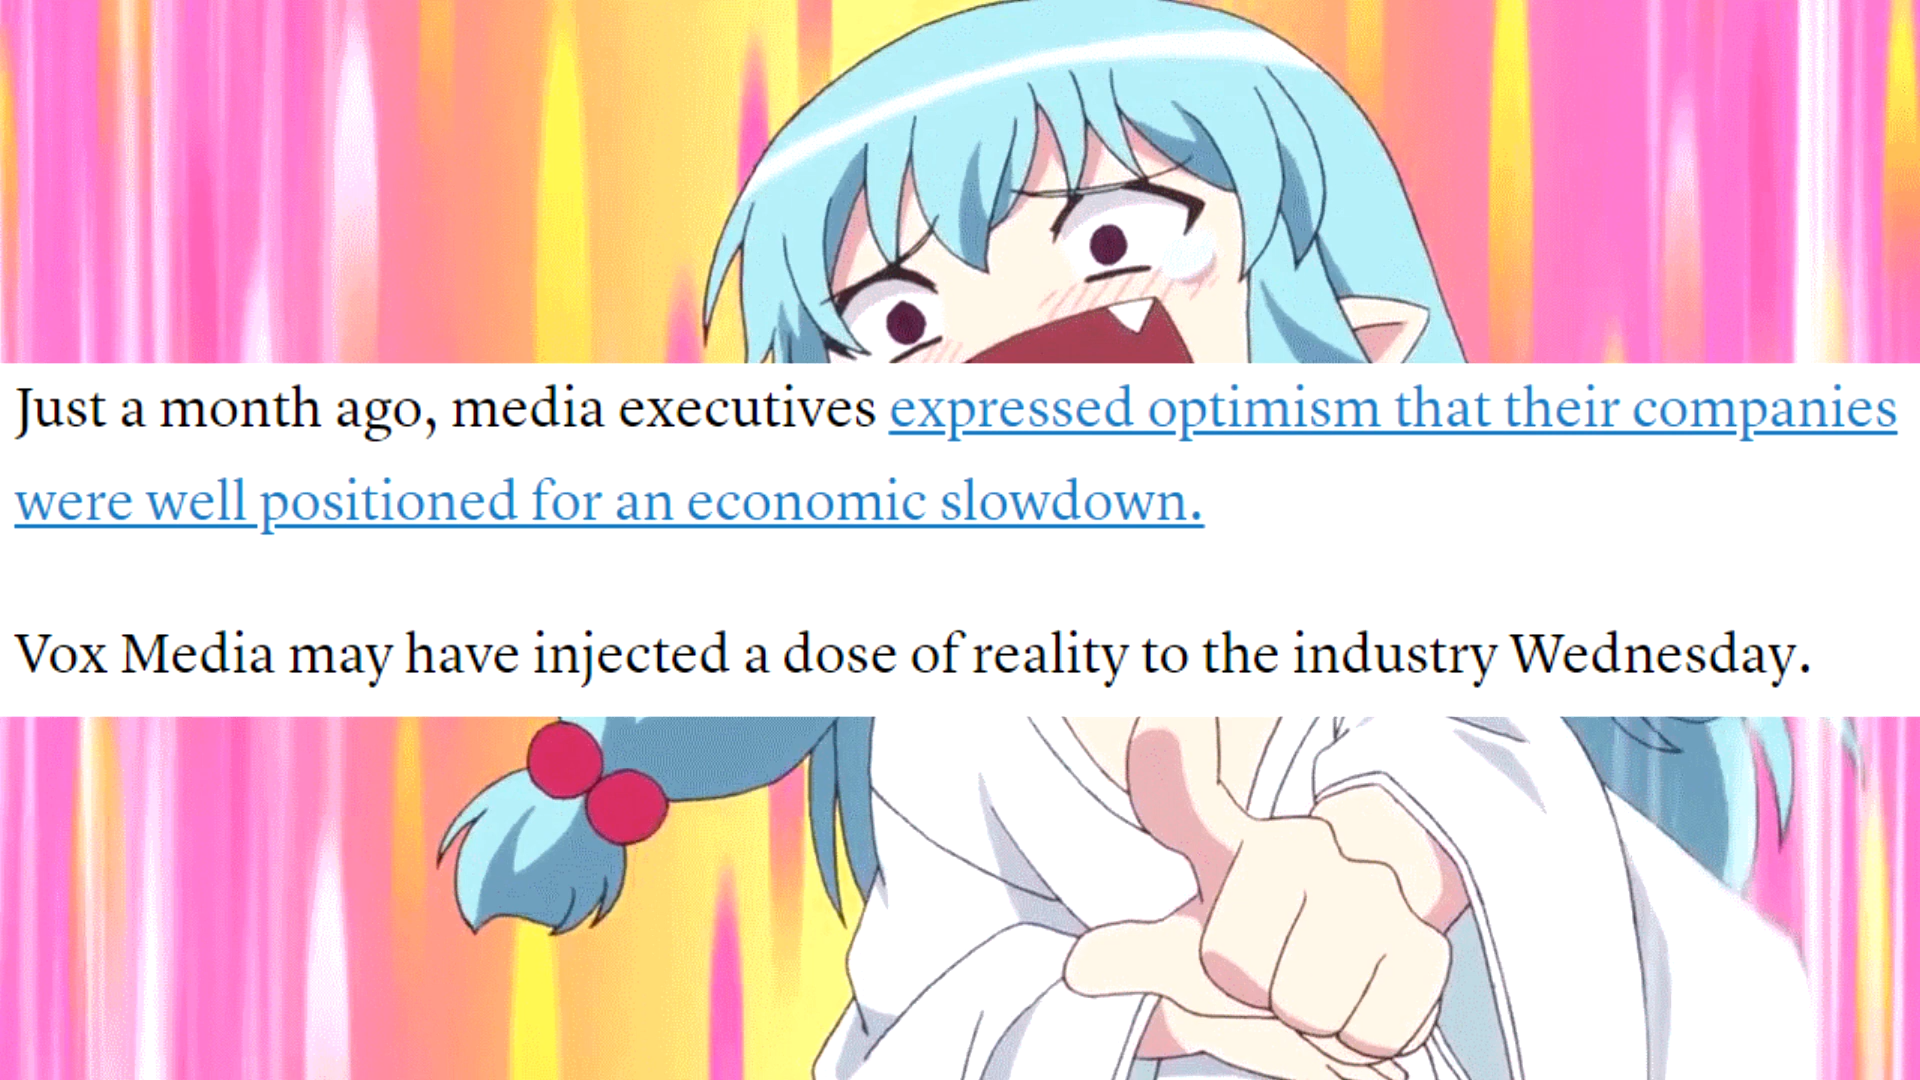 Just a month ago, media executives expressed optimism that their companies
were well positioned for an economic slowdown.
Vox Media may have injected a dose of reality to the industry Wednesday.